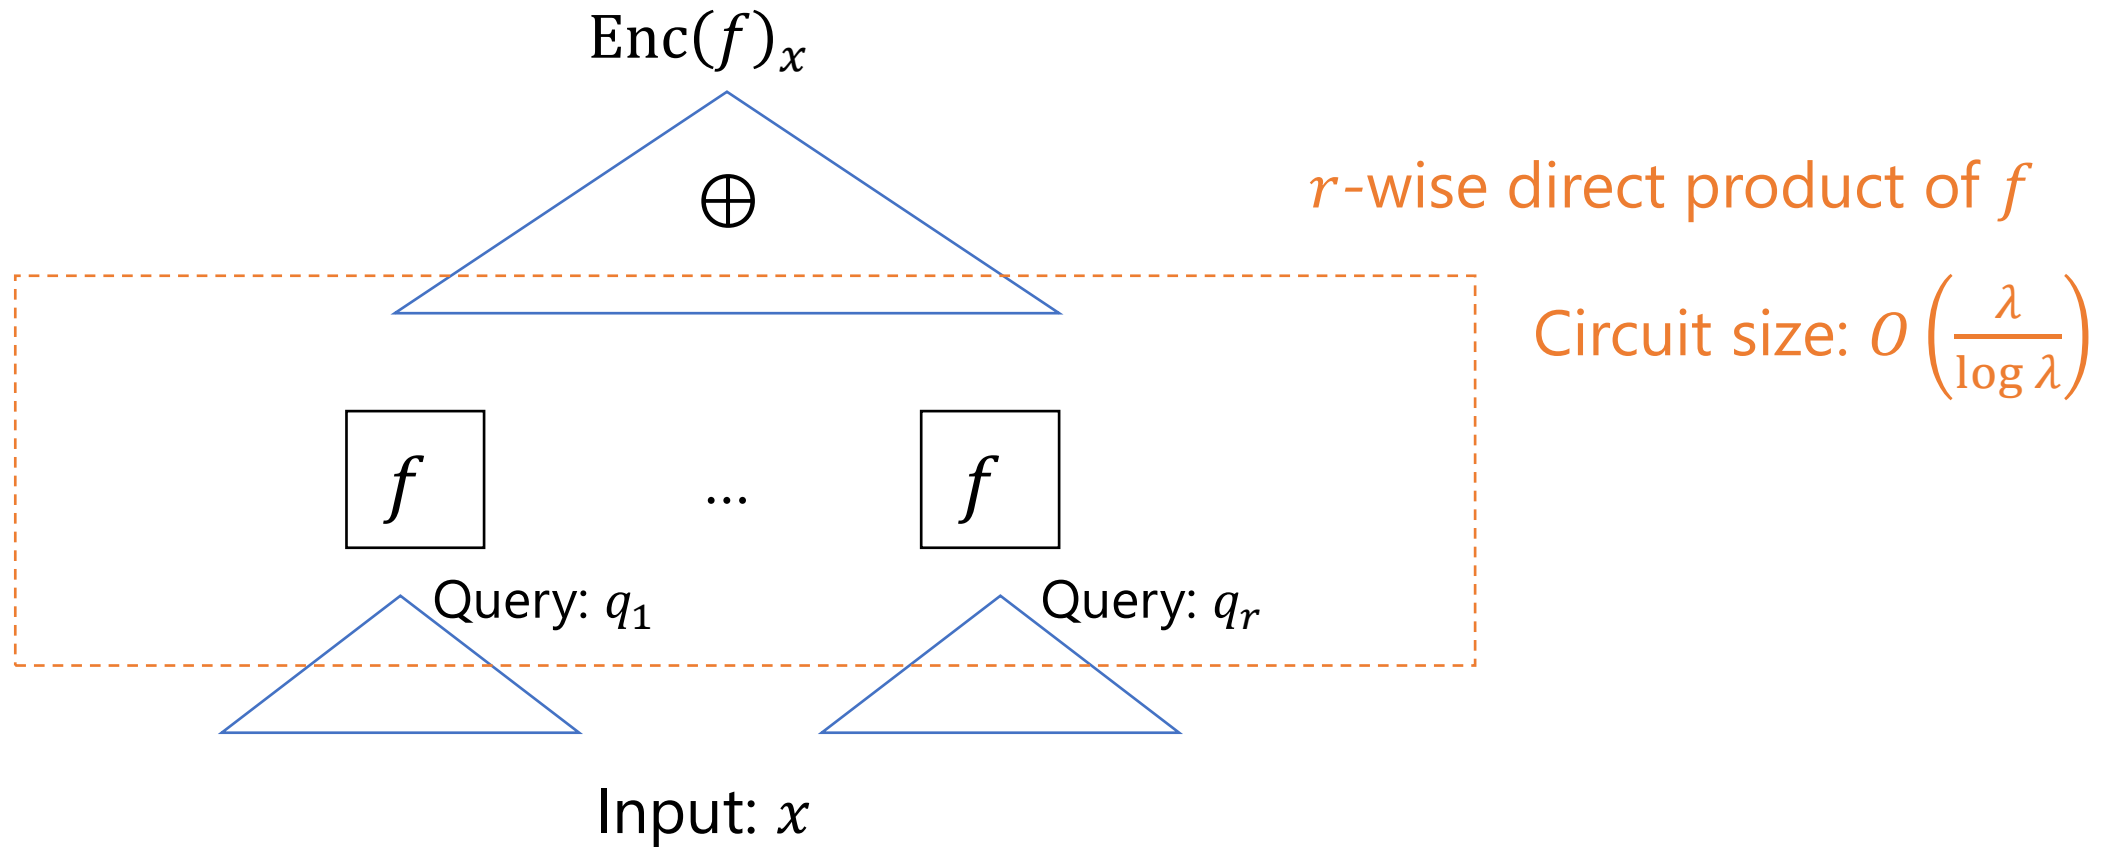 Enc(f)ₓ
⊕
r-wise direct product of f
Circuit size: O(λ/log λ)
f ... f
Query: q₁ Query: qᵣ
Input: x